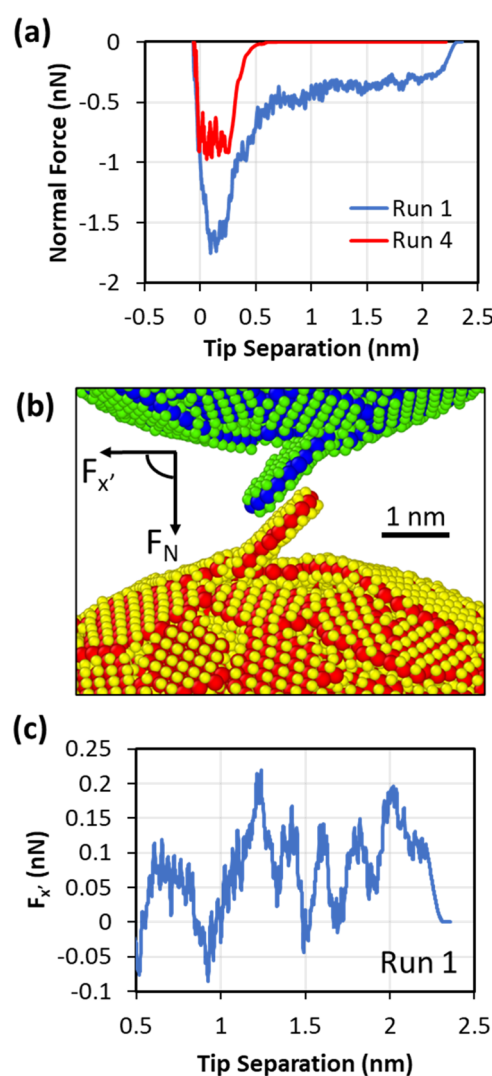 (a)
Normal Force (nN)
0
-0.5
-1
-1.5
-2
Run 1
Run 4
-0.5 0 0.5 1 1.5 2 2.5
Tip Separation (nm)
(b)
Fx'
FN
1 nm
(c)
Fx' (nN)
0.25
0.2
0.15
0.1
0.05
0
-0.05
-0.1
Run 1
0.5 1 1.5 2 2.5
Tip Separation (nm)